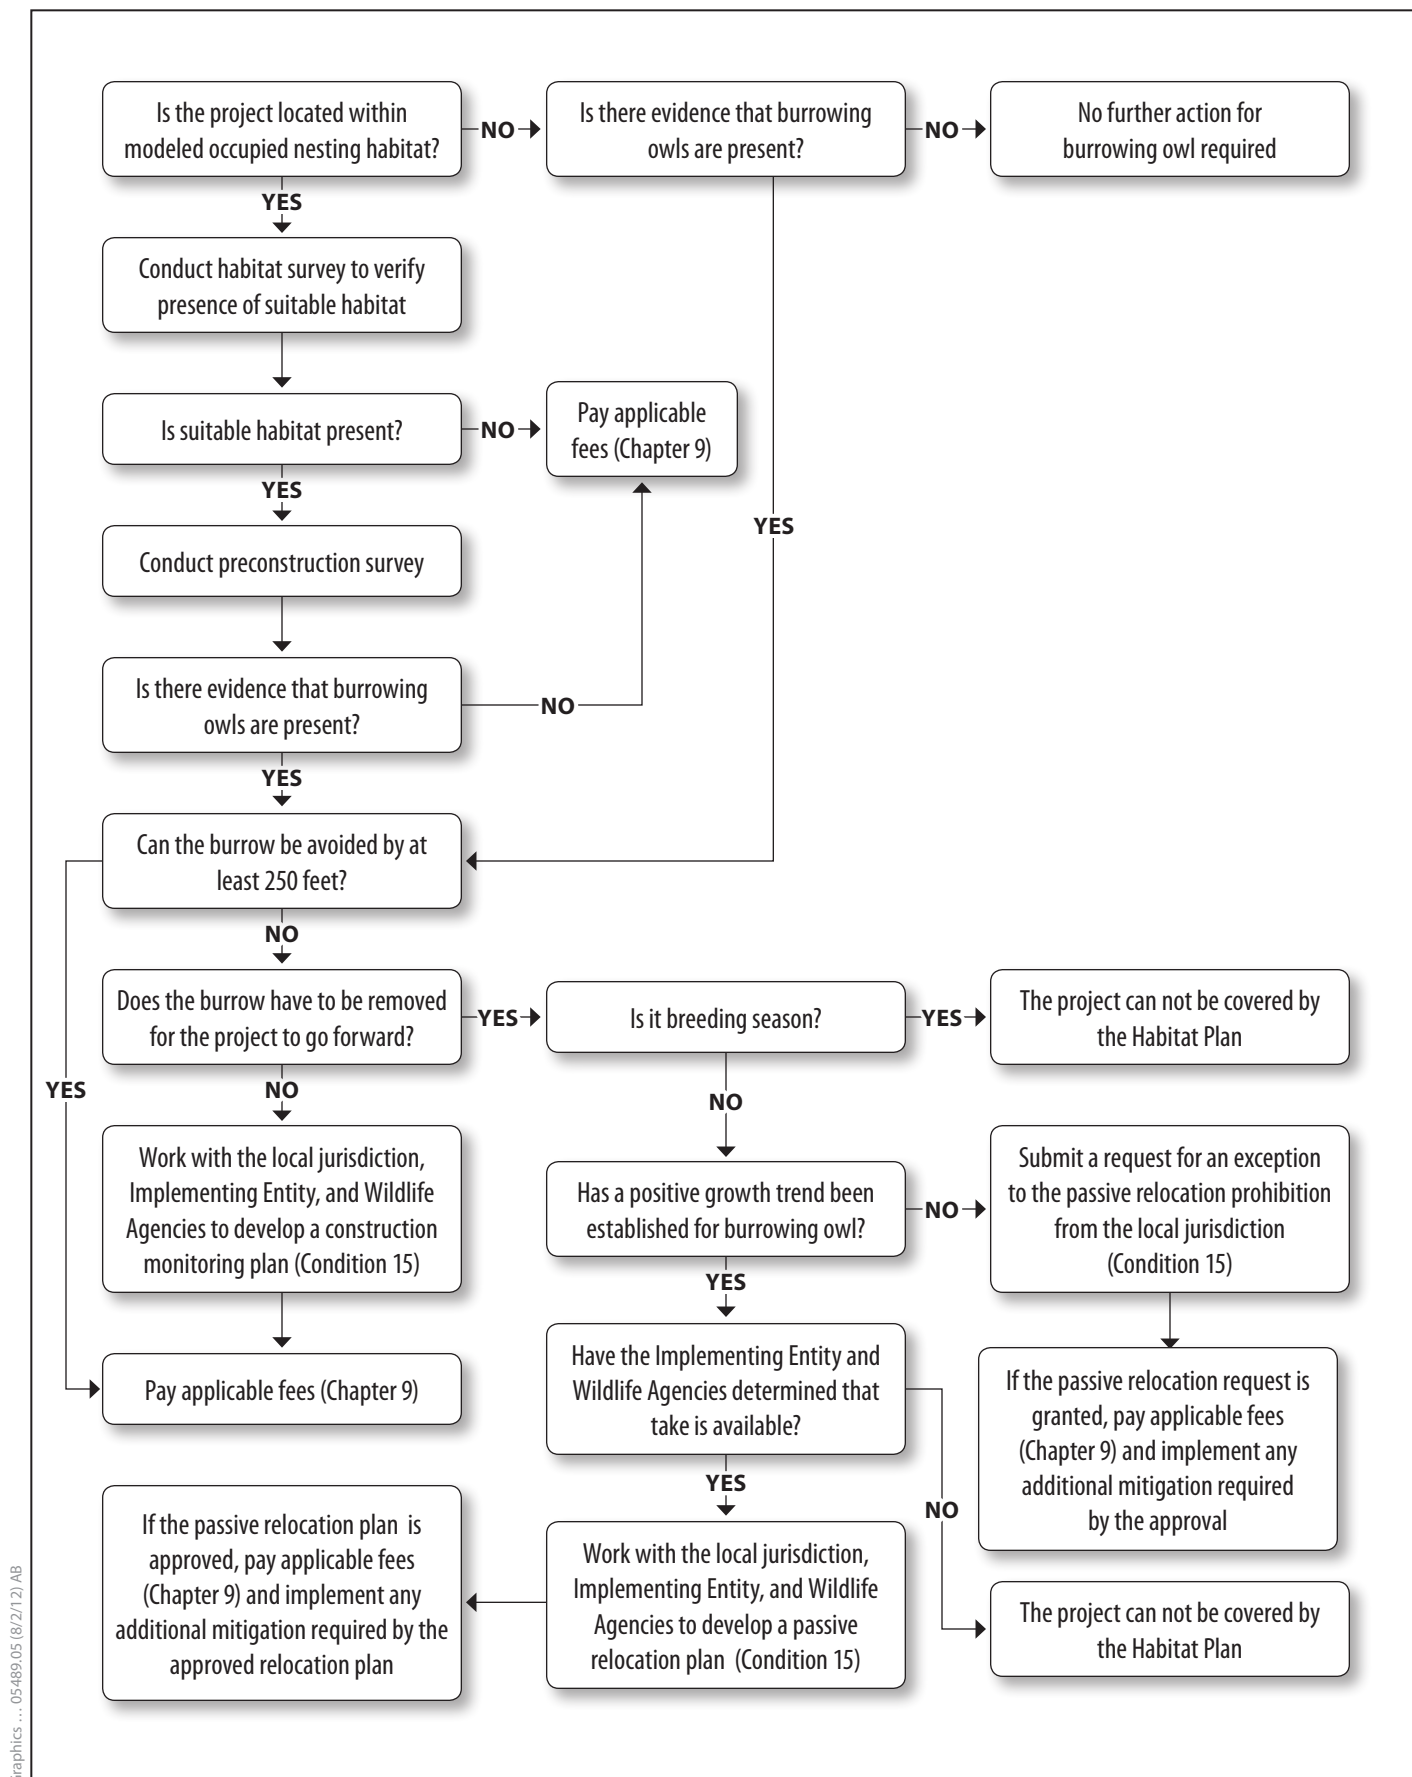 Is the project located within
modeled occupied nesting habitat?
NO
Is there evidence that burrowing
owls are present?
NO
No further action for
burrowing owl required
YES
Conduct habitat survey to verify
presence of suitable habitat
Is suitable habitat present?
NO
Pay applicable
fees (Chapter 9)
YES
YES
Conduct preconstruction survey
Is there evidence that burrowing
owls are present?
NO
YES
Can the burrow be avoided by at
least 250 feet?
NO
Does the burrow have to be removed
for the project to go forward?
YES
Is it breeding season?
YES
The project can not be covered by
the Habitat Plan
YES
NO
NO
Work with the local jurisdiction,
Implementing Entity, and Wildlife
Agencies to develop a construction
monitoring plan (Condition 15)
Has a positive growth trend been
established for burrowing owl?
NO
Submit a request for an exception
to the passive relocation prohibition
from the local jurisdiction
(Condition 15)
YES
Pay applicable fees (Chapter 9)
Have the Implementing Entity and
Wildlife Agencies determined that
take is available?
If the passive relocation request is
granted, pay applicable fees
(Chapter 9) and implement any
additional mitigation required
by the approval
YES
NO
If the passive relocation plan  is
approved, pay applicable fees
(Chapter 9) and implement any
additional mitigation required by the
approved relocation plan
Work with the local jurisdiction,
Implementing Entity, and Wildlife
Agencies to develop a passive
relocation plan  (Condition 15)
The project can not be covered by
the Habitat Plan
raphics … 05489.05 (8/2/12) AB